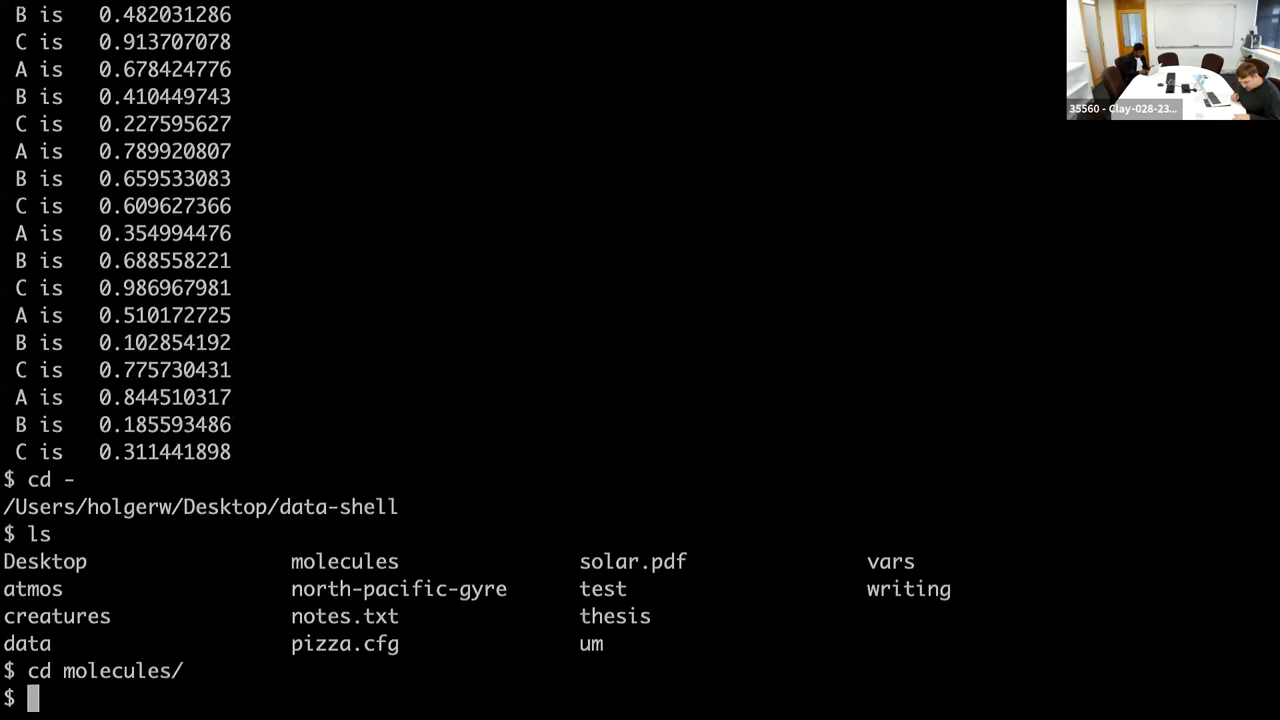 B is   0.482031286
C is   0.913707078
A is   0.678424776
B is   0.410449743
C is   0.227595627
A is   0.789920807
B is   0.659533083
C is   0.609627366
A is   0.354994476
B is   0.688558221
C is   0.986967981
A is   0.510172725
B is   0.102854192
C is   0.775730431
A is   0.844510317
B is   0.185593486
C is   0.311441898
$ cd -
/Users/holgerw/Desktop/data-shell
$ ls
Desktop molecules solar.pdf vars
atmos north-pacific-gyre test writing
creatures notes.txt thesis
data pizza.cfg um
$ cd molecules/
$
35560 - Clay-028-23...